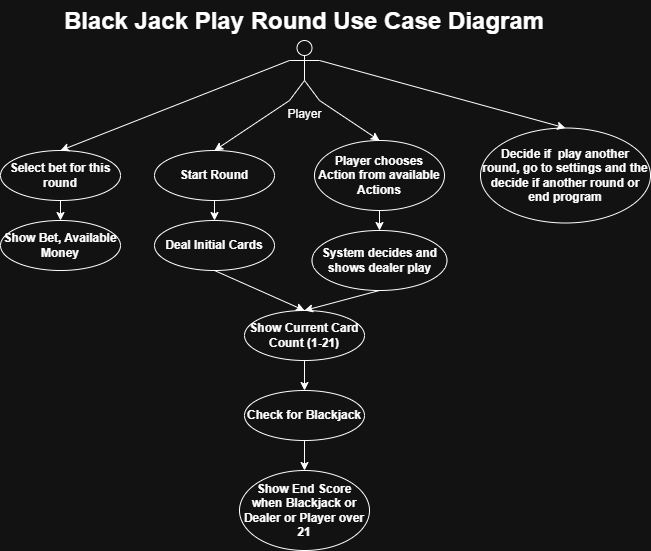 Black Jack Play Round Use Case Diagram
Player
Select bet for this
round
Start Round
Player chooses
Action from available
Actions
Decide if play another
round, go to settings and the
decide if another round or
end program
Show Bet, Available
Money
Deal Initial Cards
System decides and
shows dealer play
Show Current Card
Count (1-21)
Check for Blackjack
Show End Score
when Blackjack or
Dealer or Player over
21